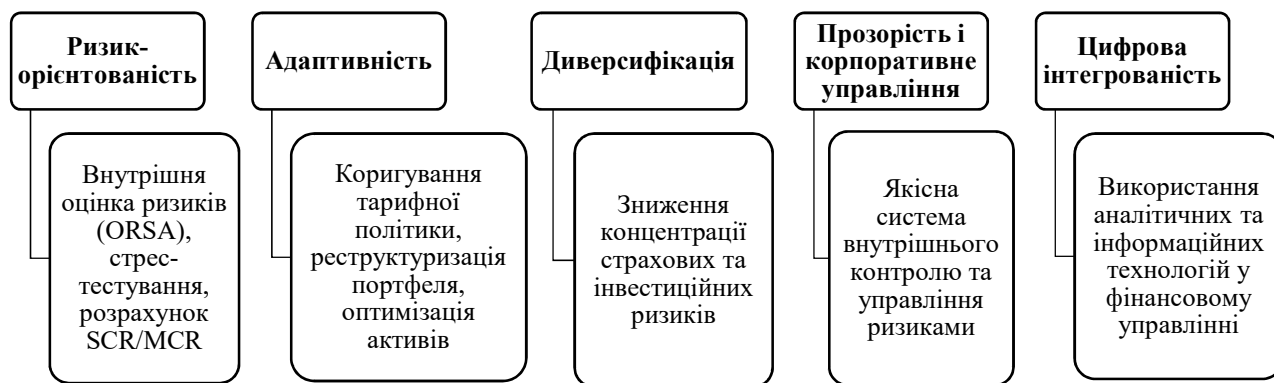 Ризик-
орієнтованість
Внутрішня
оцінка ризиків
(ORSA),
стрес-
тестування,
розрахунок
SCR/MCR
Адаптивність
Коригування
тарифної
політики,
реструктуризація
портфеля,
оптимізація
активів
Диверсифікація
Зниження
концентрації
страхових та
інвестиційних
ризиків
Прозорість і
корпоративне
управління
Якісна
система
внутрішнього
контролю та
управління
ризиками
Цифрова
інтегрованість
Використання
аналітичних та
інформаційних
технологій у
фінансовому
управлінні